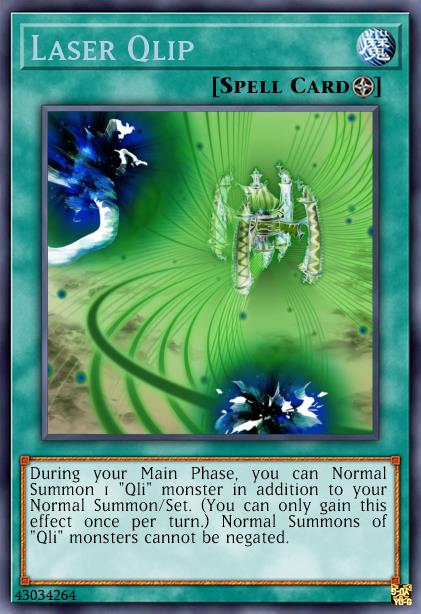 Laser Qlip
[Spell Card]
During your Main Phase, you can Normal
Summon 1 "Qli" monster in addition to your
Normal Summon/Set. (You can only gain this
effect once per turn.) Normal Summons of
"Qli" monsters cannot be negated.
43034264